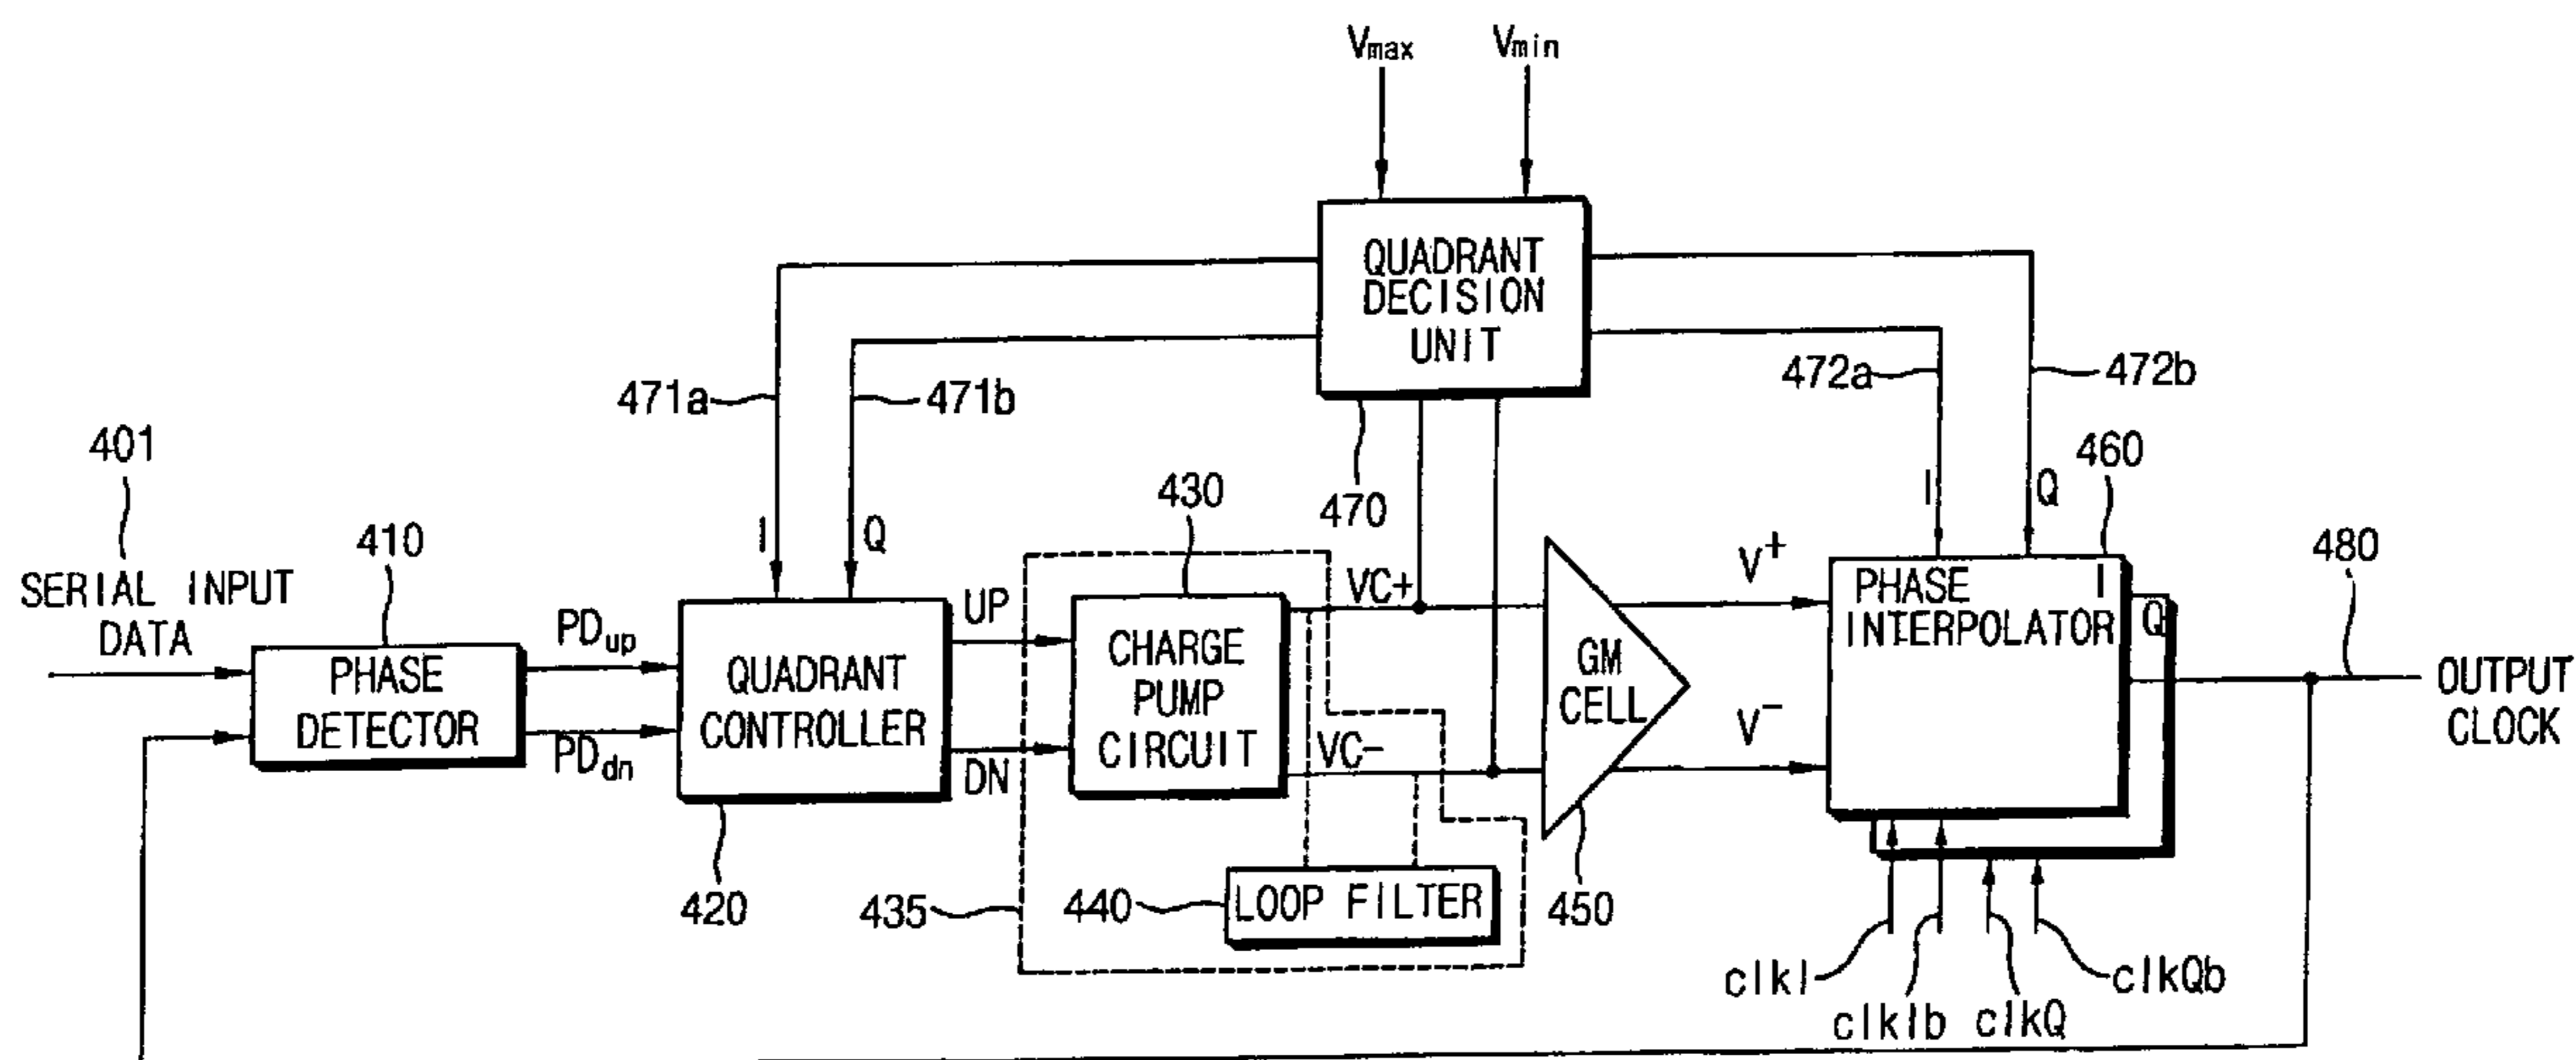 Vmax
Vmin
QUADRANT
DECISION
UNIT
471a
471b
472a
472b
470
401
SERIAL INPUT
DATA
410
PHASE
DETECTOR
PDup
PDdn
I
Q
QUADRANT
CONTROLLER
420
UP
DN
430
CHARGE
PUMP
CIRCUIT
435
VC+
VC-
440
LOOP FILTER
GM
CELL
450
V+
V-
I
Q
460
PHASE
INTERPOLATOR
I
Q
480
OUTPUT
CLOCK
clkI
clkIb
clkQ
clkQb